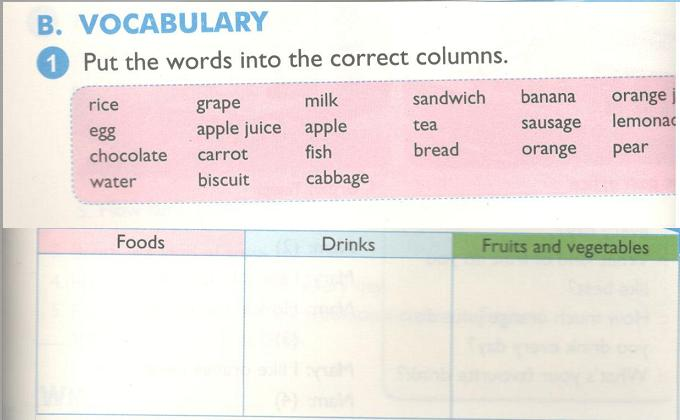 B. VOCABULARY
1 Put the words into the correct columns.
rice grape milk sandwich banana orange j
egg apple juice apple tea sausage lemonad
chocolate carrot fish bread orange pear
water biscuit cabbage
Foods Drinks Fruits and vegetables